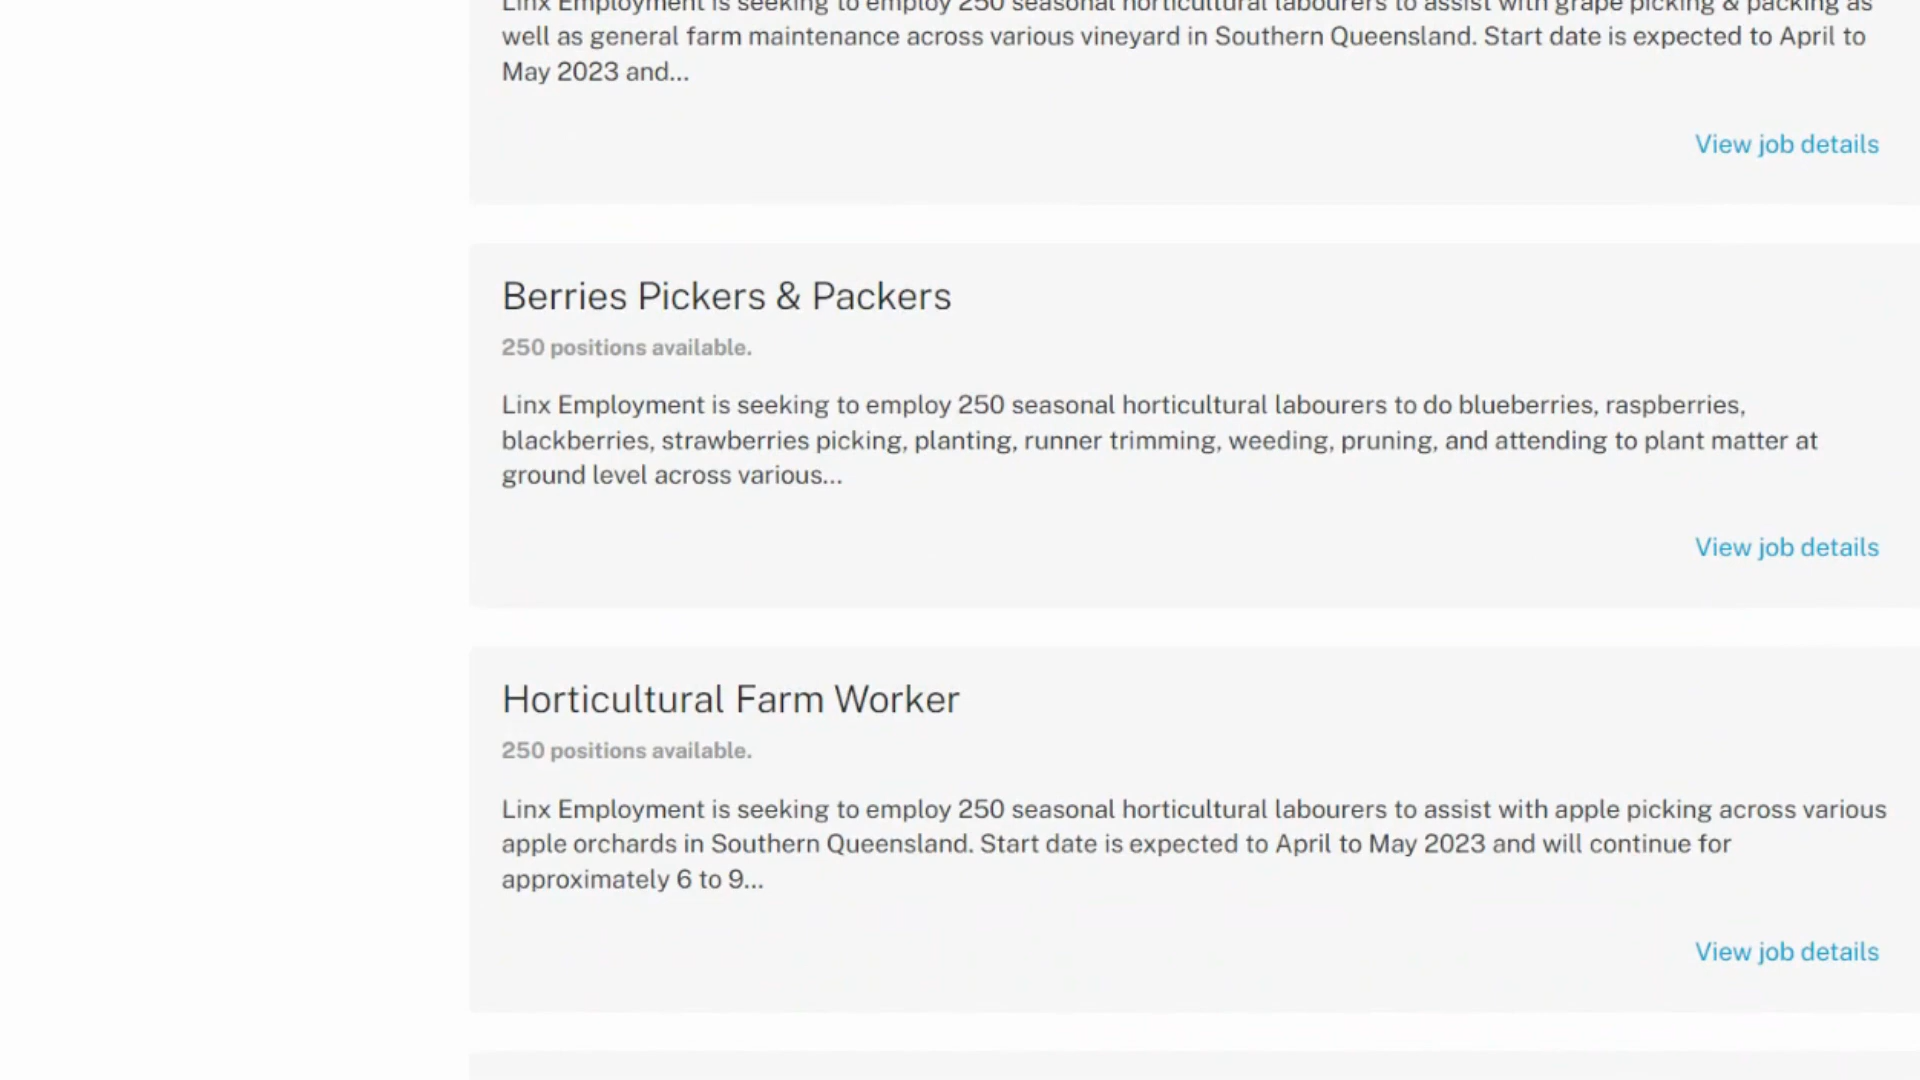 Linx Employment is seeking to employ 250 seasonal horticultural labourers to assist with grape picking & packing as
well as general farm maintenance across various vineyard in Southern Queensland. Start date is expected to April to
May 2023 and...
View job details
Berries Pickers & Packers
250 positions available.
Linx Employment is seeking to employ 250 seasonal horticultural labourers to do blueberries, raspberries,
blackberries, strawberries picking, planting, runner trimming, weeding, pruning, and attending to plant matter at
ground level across various...
View job details
Horticultural Farm Worker
250 positions available.
Linx Employment is seeking to employ 250 seasonal horticultural labourers to assist with apple picking across various
apple orchards in Southern Queensland. Start date is expected to April to May 2023 and will continue for
approximately 6 to 9...
View job details